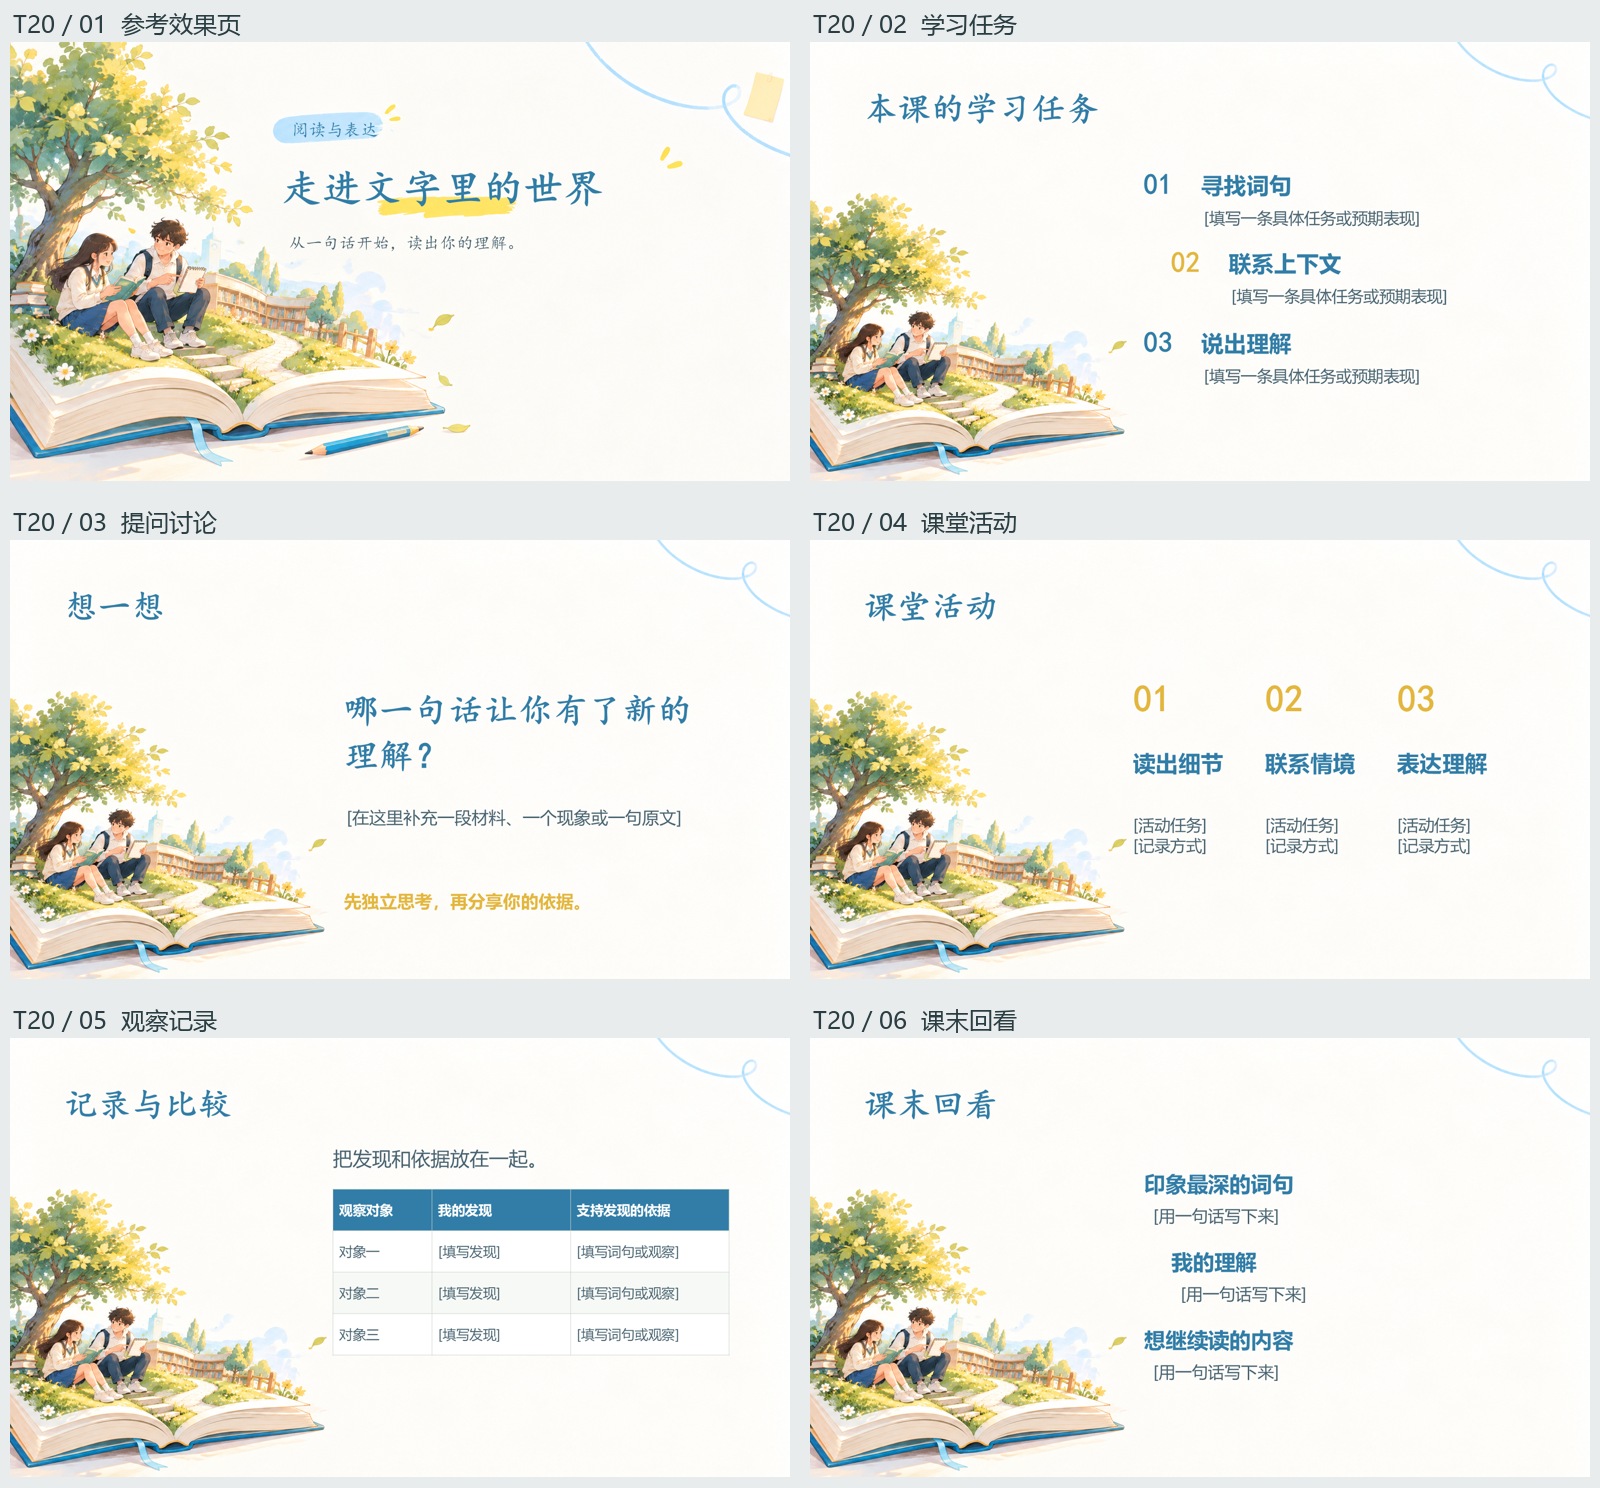 T20 / 01 参考效果页
阅读与表达
走进文字里的世界
从一句话开始，读出你的理解。
T20 / 02 学习任务
本课的学习任务
01 寻找词句
[填写一条具体任务或预期表现]
02 联系上下文
[填写一条具体任务或预期表现]
03 说出理解
[填写一条具体任务或预期表现]
T20 / 03 提问讨论
想一想
哪一句话让你有了新的
理解？
[在这里补充一段材料、一个现象或一句原文]
先独立思考，再分享你的依据。
T20 / 04 课堂活动
课堂活动
01 02 03
读出细节 联系情境 表达理解
[活动任务] [活动任务] [活动任务]
[记录方式] [记录方式] [记录方式]
T20 / 05 观察记录
记录与比较
把发现和依据放在一起。
观察对象 我的发现 支持发现的依据
对象一 [填写发现] [填写词句或观察]
对象二 [填写发现] [填写词句或观察]
对象三 [填写发现] [填写词句或观察]
T20 / 06 课末回看
课末回看
印象最深的词句
[用一句话写下来]
我的理解
[用一句话写下来]
想继续读的内容
[用一句话写下来]